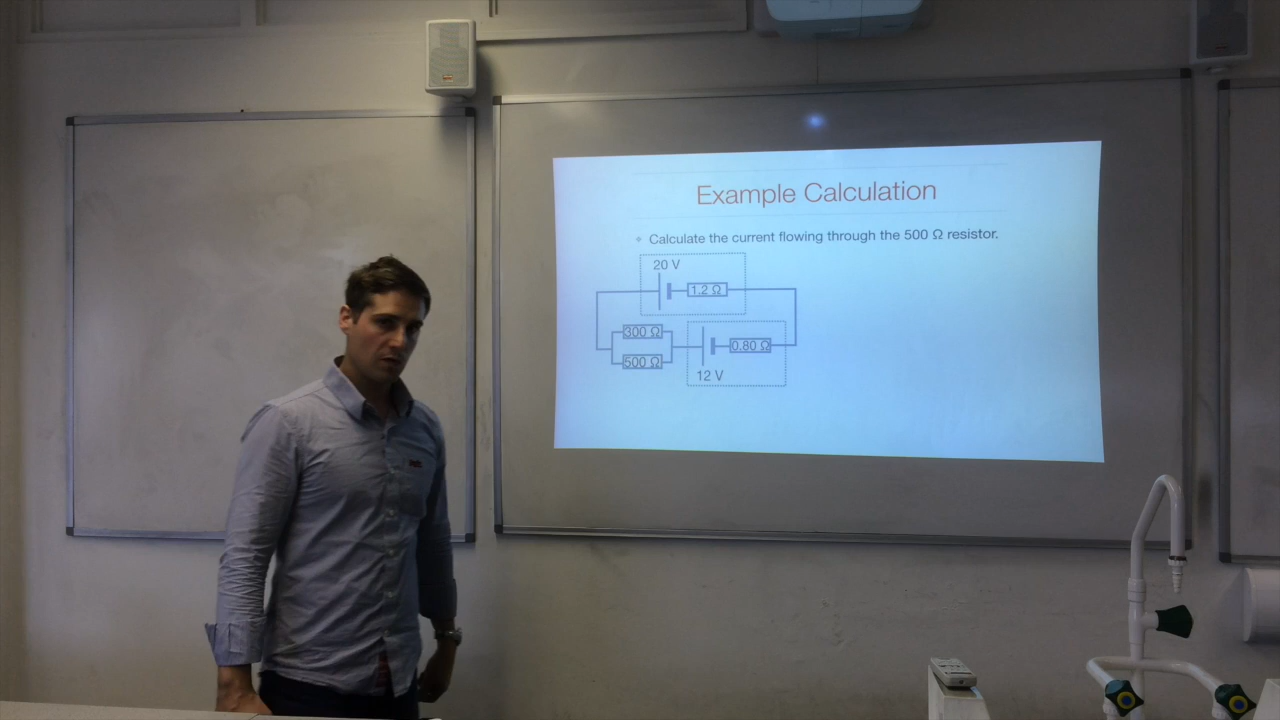 Example Calculation
Calculate the current flowing through the 500 Ω resistor.
20 V
1.2 Ω
300 Ω
500 Ω
0.80 Ω
12 V